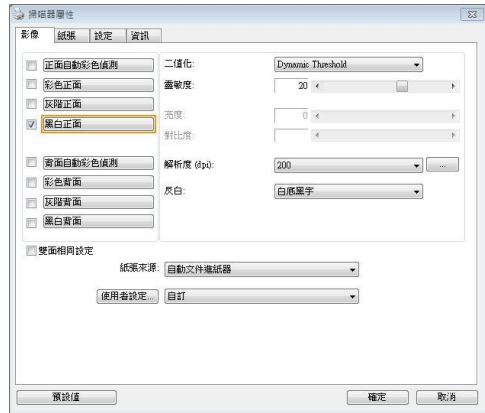 掃描器屬性
影像 紙張 設定 資訊
正面自動彩色偵測
彩色正面
灰階正面
黑白正面
背面自動彩色偵測
彩色背面
灰階背面
黑白背面
二值化: Dynamic Threshold
靈敏度: 20
亮度: 0
對比度:
解析度 (dpi): 200 ...
反白: 白底黑字
雙面相同設定
紙張來源: 自動文件進紙器
使用者設定... 自訂
預設值 確定 取消